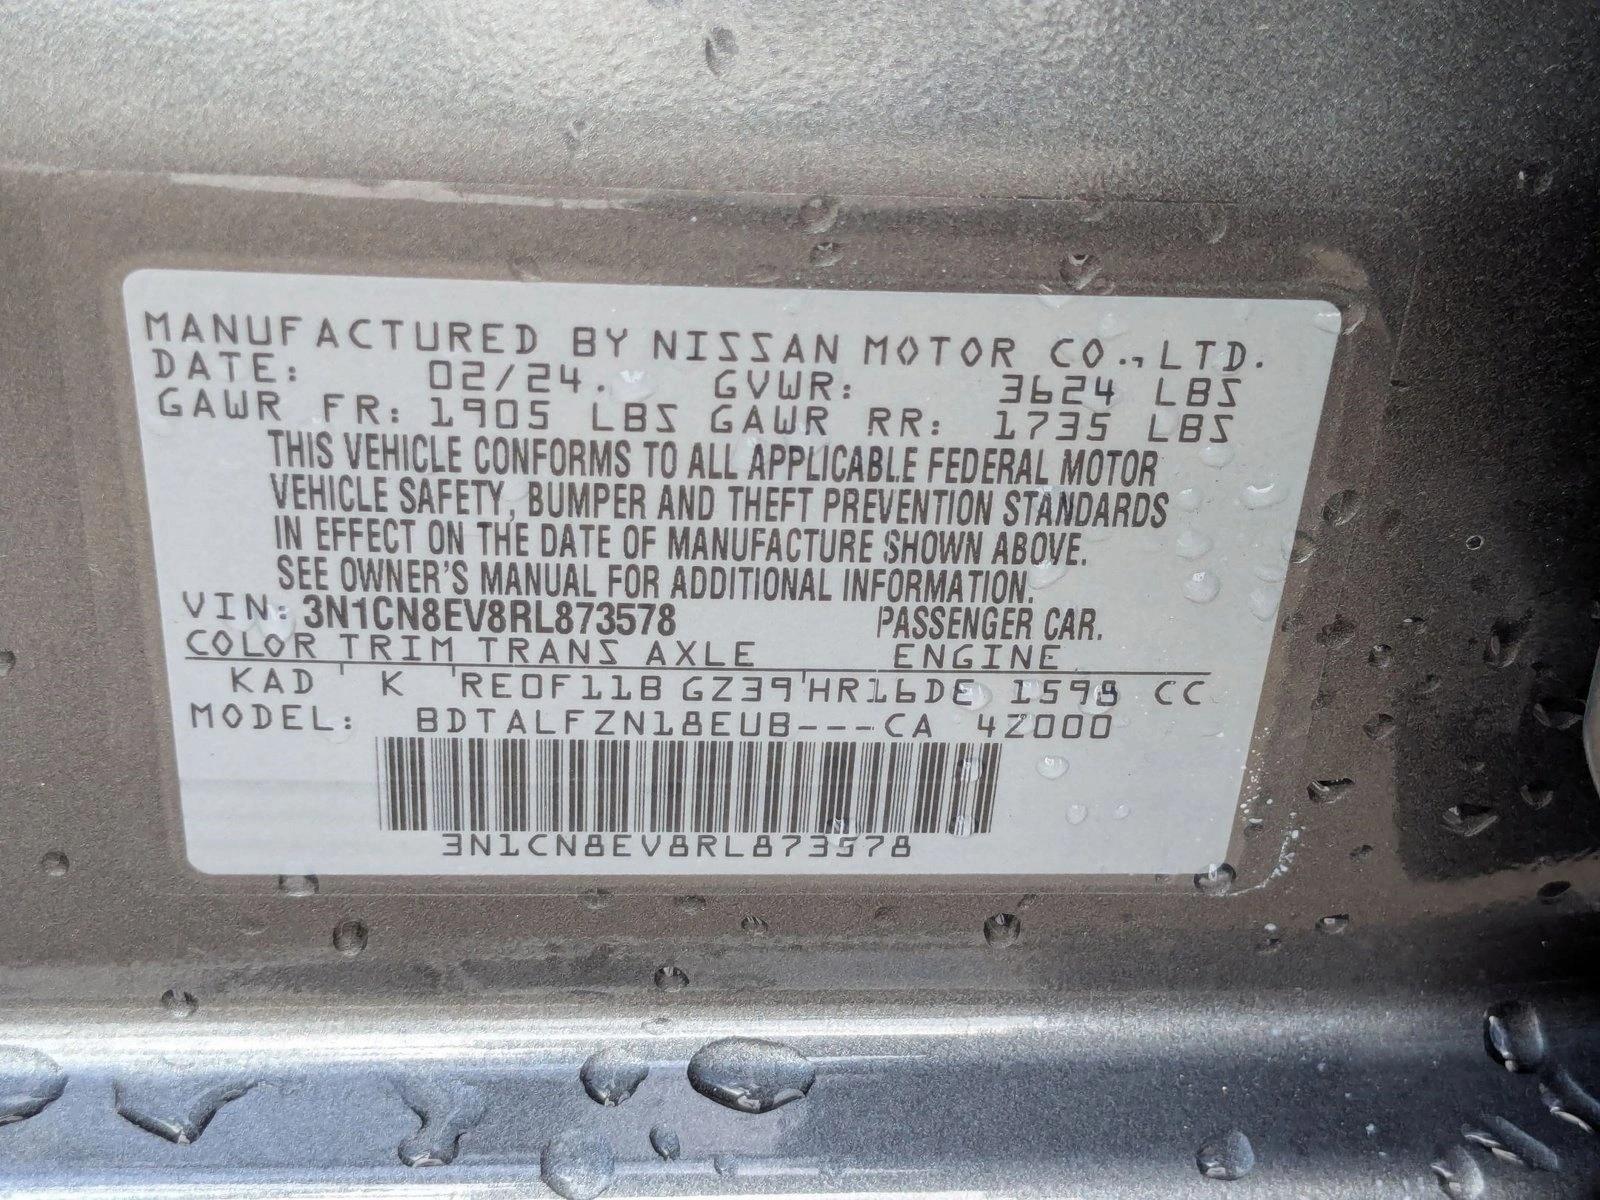 MANUFACTURED BY NISSAN MOTOR CO., LTD.
DATE: 02/24. GVWR: 3624 LBS
GAWR FR: 1905 LBS GAWR RR: 1735 LBS
THIS VEHICLE CONFORMS TO ALL APPLICABLE FEDERAL MOTOR
VEHICLE SAFETY, BUMPER AND THEFT PREVENTION STANDARDS
IN EFFECT ON THE DATE OF MANUFACTURE SHOWN ABOVE.
SEE OWNER'S MANUAL FOR ADDITIONAL INFORMATION.
VIN: 3N1CN8EV8RL873578 PASSENGER CAR.
COLOR TRIM TRANS AXLE ENGINE
KAD K RE0F11B GZ39 HR16DE 1598 CC
MODEL: BDTALFZN18EUB---CA 4Z000
3N1CN8EV8RL873578